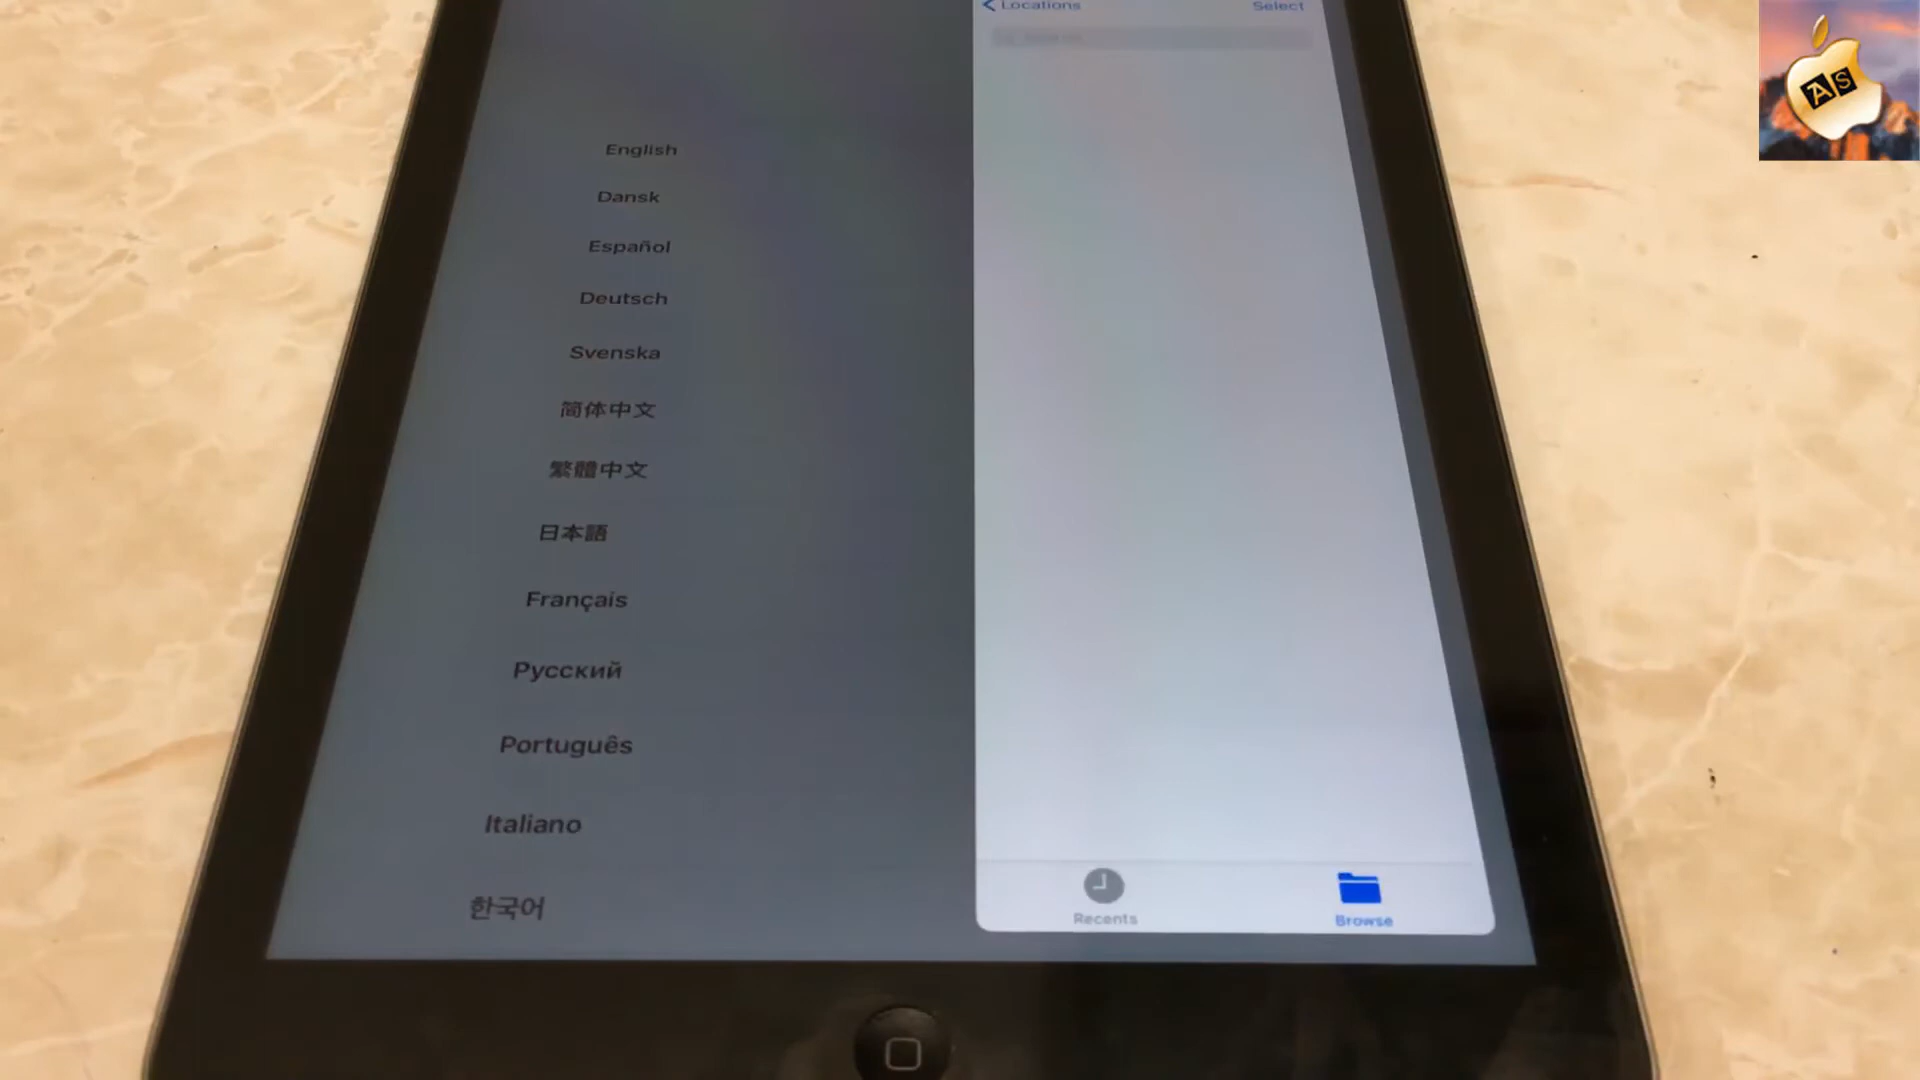 Locations
Select
English
Dansk
Español
Deutsch
Svenska
简体中文
繁體中文
日本語
Français
Русский
Português
Italiano
한국어
Recents
Browse
AS